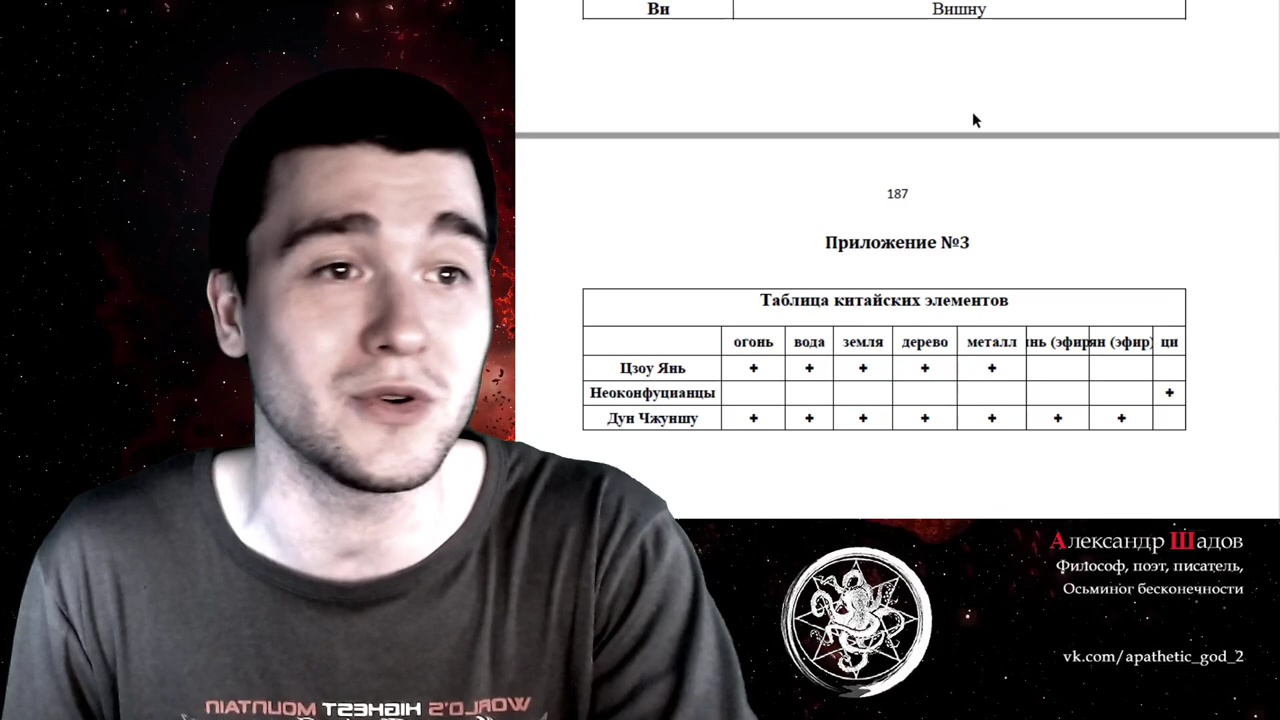 Ви Вишну
187
Приложение №3
Таблица китайских элементов
огонь вода земля дерево металл инь (эфир ян (эфир) ци
Цзоу Янь + + + + +
Неоконфуцианцы +
Дун Чжуншу + + + + + + +
Александр Шадов
Философ, поэт, писатель,
Осьминог бесконечности
vk.com/apathetic_god_2
WORLD'S HIGHEST MOUNTAIN